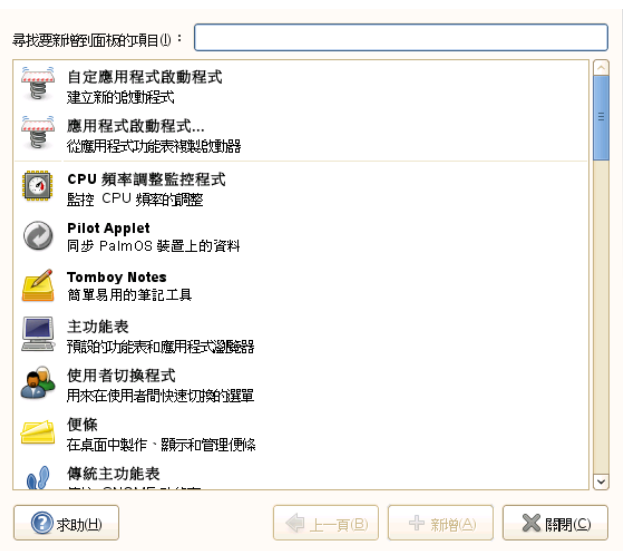 尋找要新增到面板的項目(I)：
自定應用程式啟動程式
建立新的啟動程式
應用程式啟動程式...
從應用程式功能表複製啟動器
CPU 頻率調整監控程式
監控 CPU 頻率的調整
Pilot Applet
同步 PalmOS 裝置上的資料
Tomboy Notes
簡單易用的筆記工具
主功能表
預設的功能表和應用程式瀏覽器
使用者切換程式
用來在使用者間快速切換的選單
便條
在桌面中製作、顯示和管理便條
傳統主功能表
求助(H)
上一頁(B)
新增(A)
關閉(C)